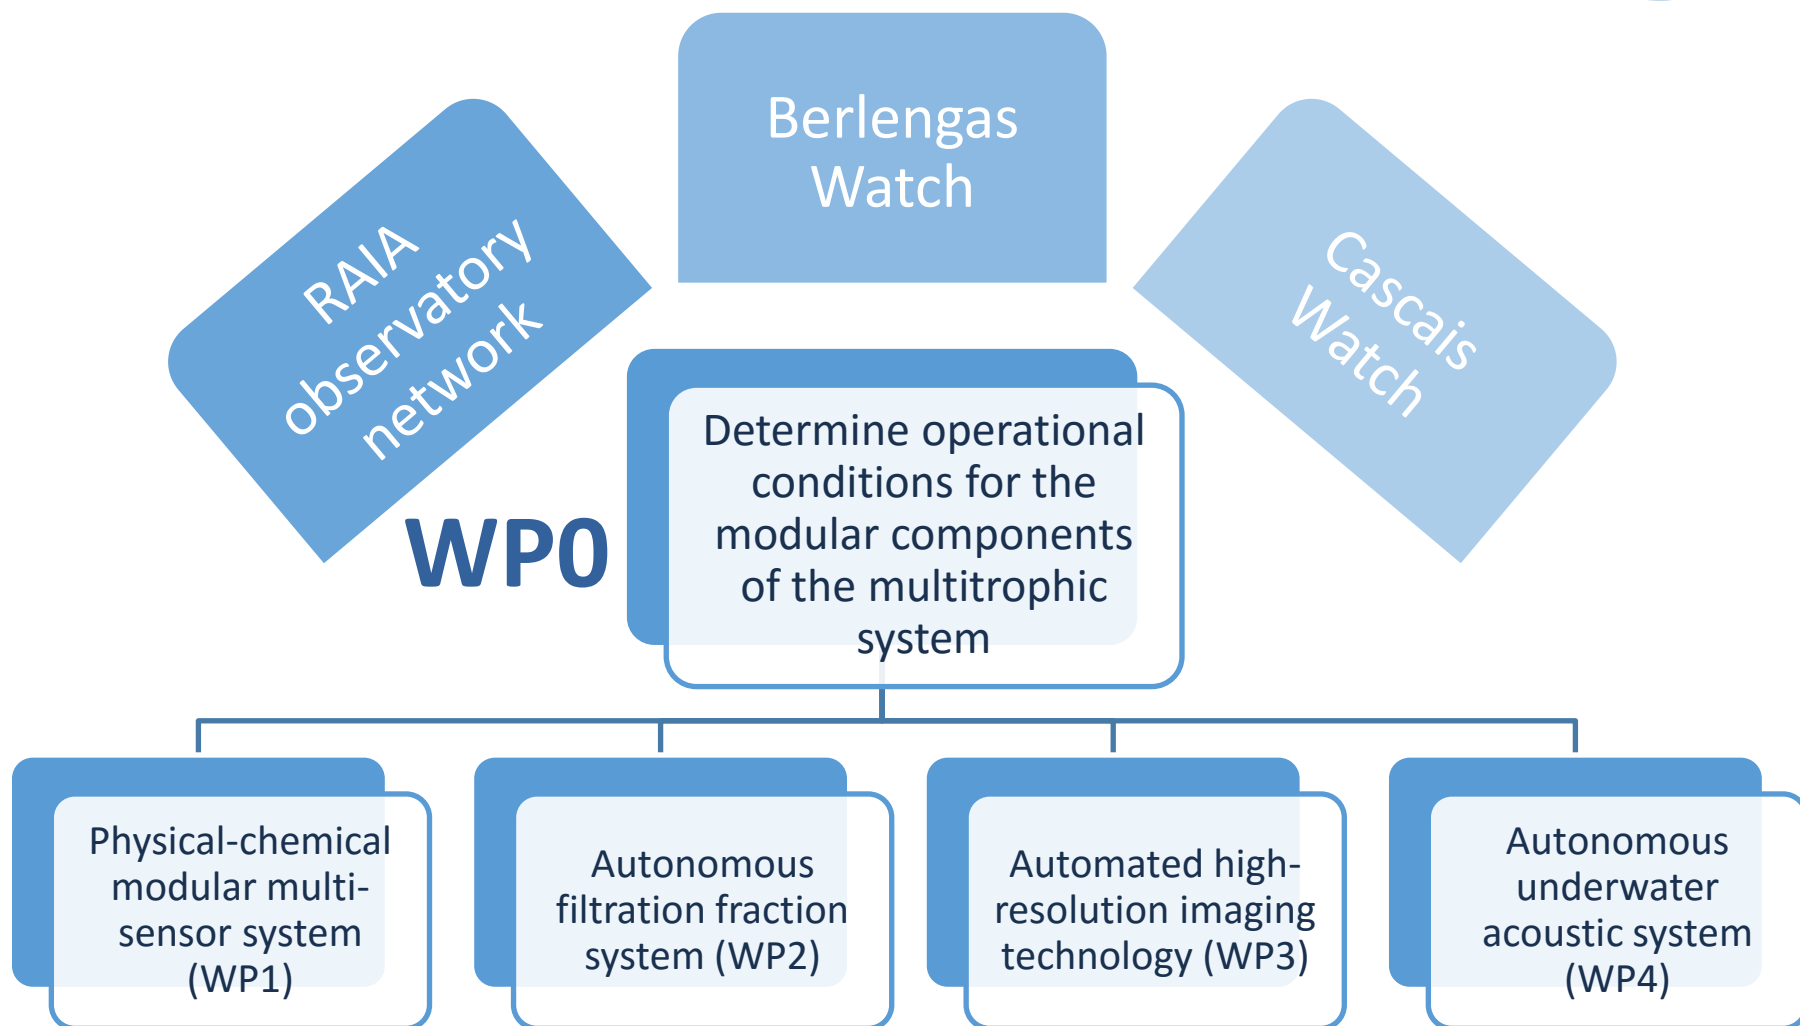 Berlengas
Watch
RAIA
observatory
network
Cascais
Watch
WP0
Determine operational
conditions for the
modular components
of the multitrophic
system
Physical-chemical
modular multi-
sensor system
(WP1)
Autonomous
filtration fraction
system (WP2)
Automated high-
resolution imaging
technology (WP3)
Autonomous
underwater
acoustic system
(WP4)